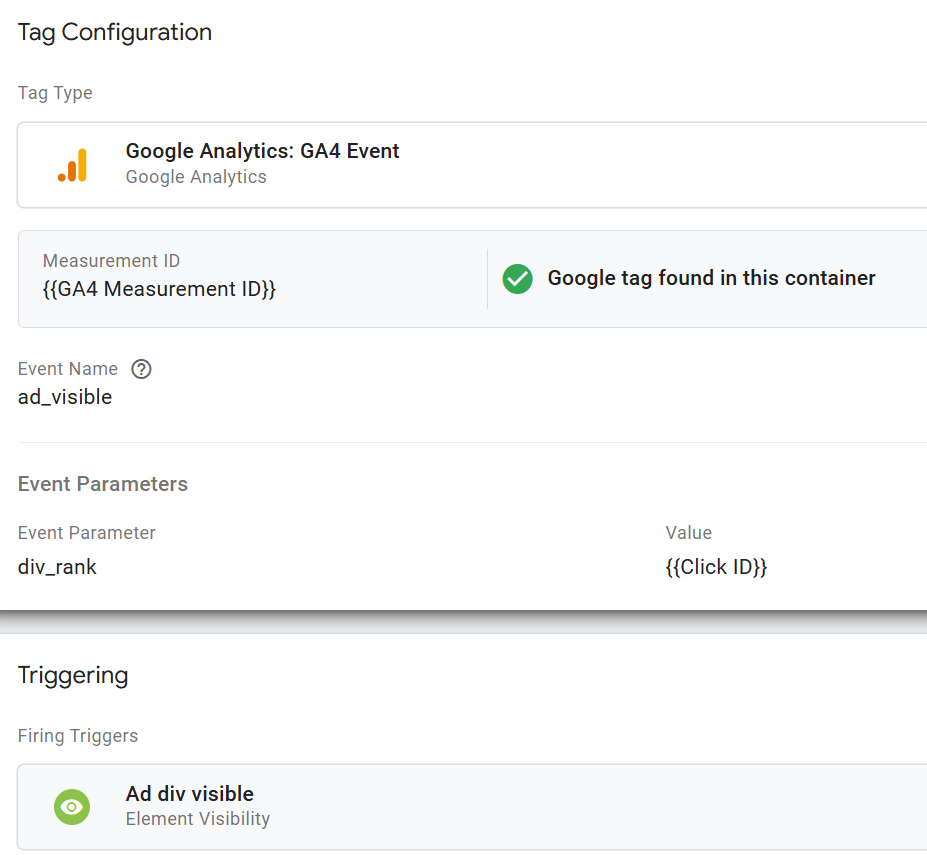 Tag Configuration
Tag Type
Google Analytics: GA4 Event
Google Analytics
Measurement ID
{{GA4 Measurement ID}}
Google tag found in this container
Event Name
ad_visible
Event Parameters
Event Parameter
Value
div_rank
{{Click ID}}
Triggering
Firing Triggers
Ad div visible
Element Visibility